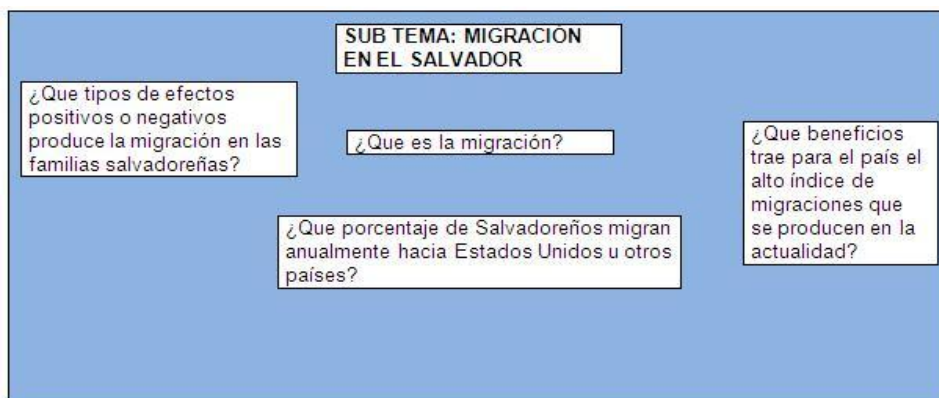 SUB TEMA: MIGRACIÓN
EN EL SALVADOR
¿Que tipos de efectos
positivos o negativos
produce la migración en las
familias salvadoreñas?
¿Que es la migración?
¿Que beneficios
trae para el país el
alto índice de
migraciones que
se producen en la
actualidad?
¿Que porcentaje de Salvadoreños migran
anualmente hacia Estados Unidos u otros
países?